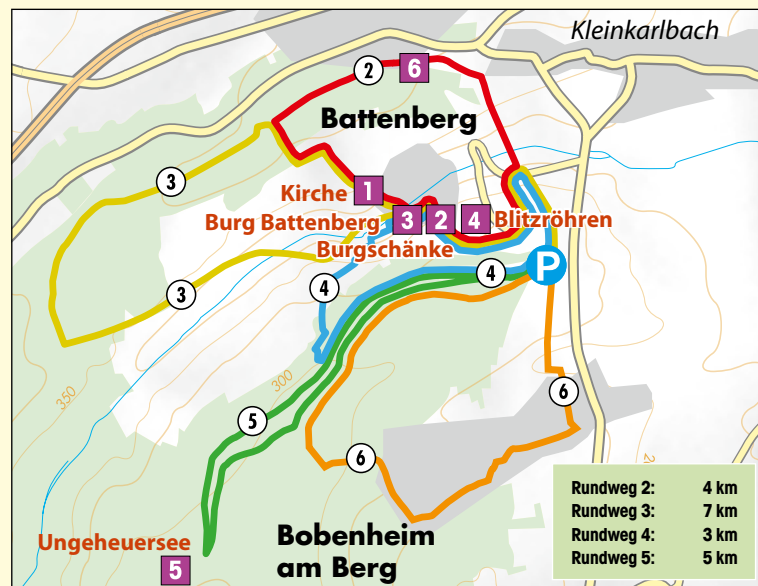 Kleinkarlbach
2
6
Battenberg
3
Kirche 1
Burg Battenberg 3 2 4 Blitzröhren
Burgschänke
P
4
3
4
300
350
6
5
6
Ungeheuersee
5
Bobenheim
am Berg
Rundweg 2: 4 km
Rundweg 3: 7 km
Rundweg 4: 3 km
Rundweg 5: 5 km